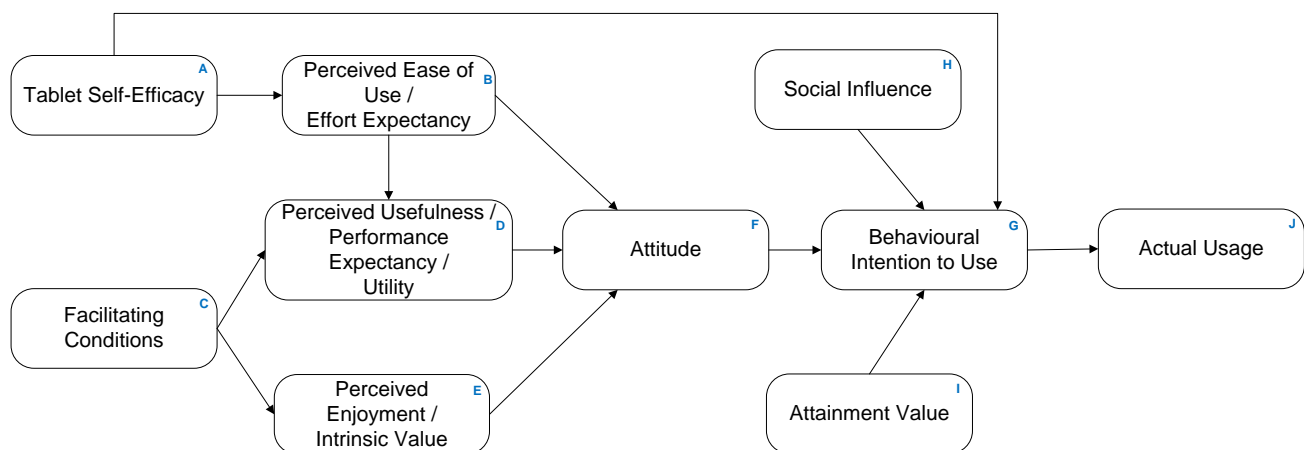 A
Tablet Self-Efficacy
B
Perceived Ease of
Use /
Effort Expectancy
H
Social Influence
C
Facilitating
Conditions
D
Perceived Usefulness /
Performance
Expectancy /
Utility
E
Perceived
Enjoyment /
Intrinsic Value
F
Attitude
G
Behavioural
Intention to Use
I
Attainment Value
J
Actual Usage